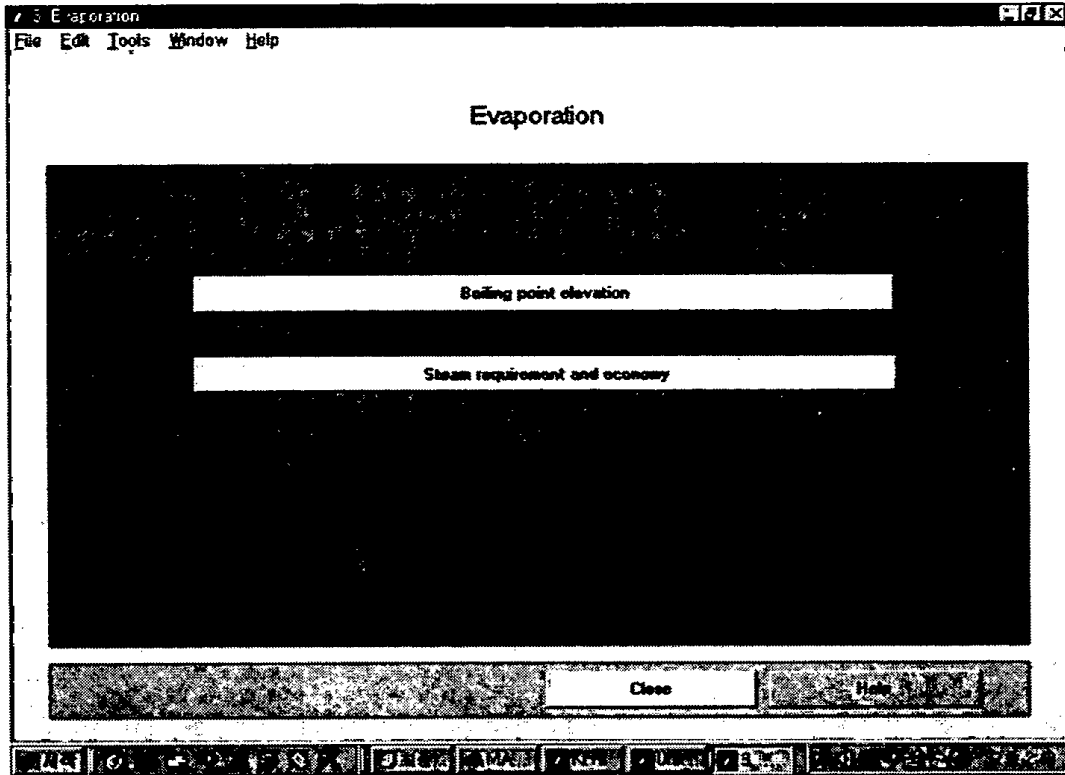 Evaporation
File Edit Tools Window Help
Evaporation
Boiling point elevation
Steam requirement and economy
Close Help